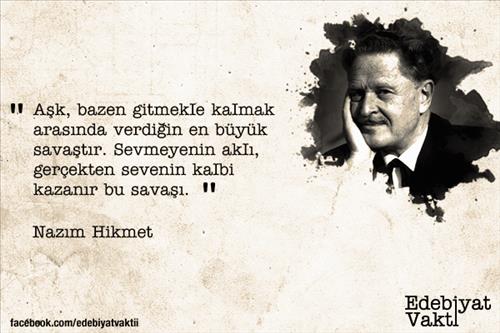 " Aşk, bazen gitmekle kalmak
arasında verdiğin en büyük
savaştır. Sevmeyenin aklı,
gerçekten sevenin kalbi
kazanır bu savaşı. "
Nazım Hikmet
facebook.com/edebiyatvaktii
Edebiyat
Vakti